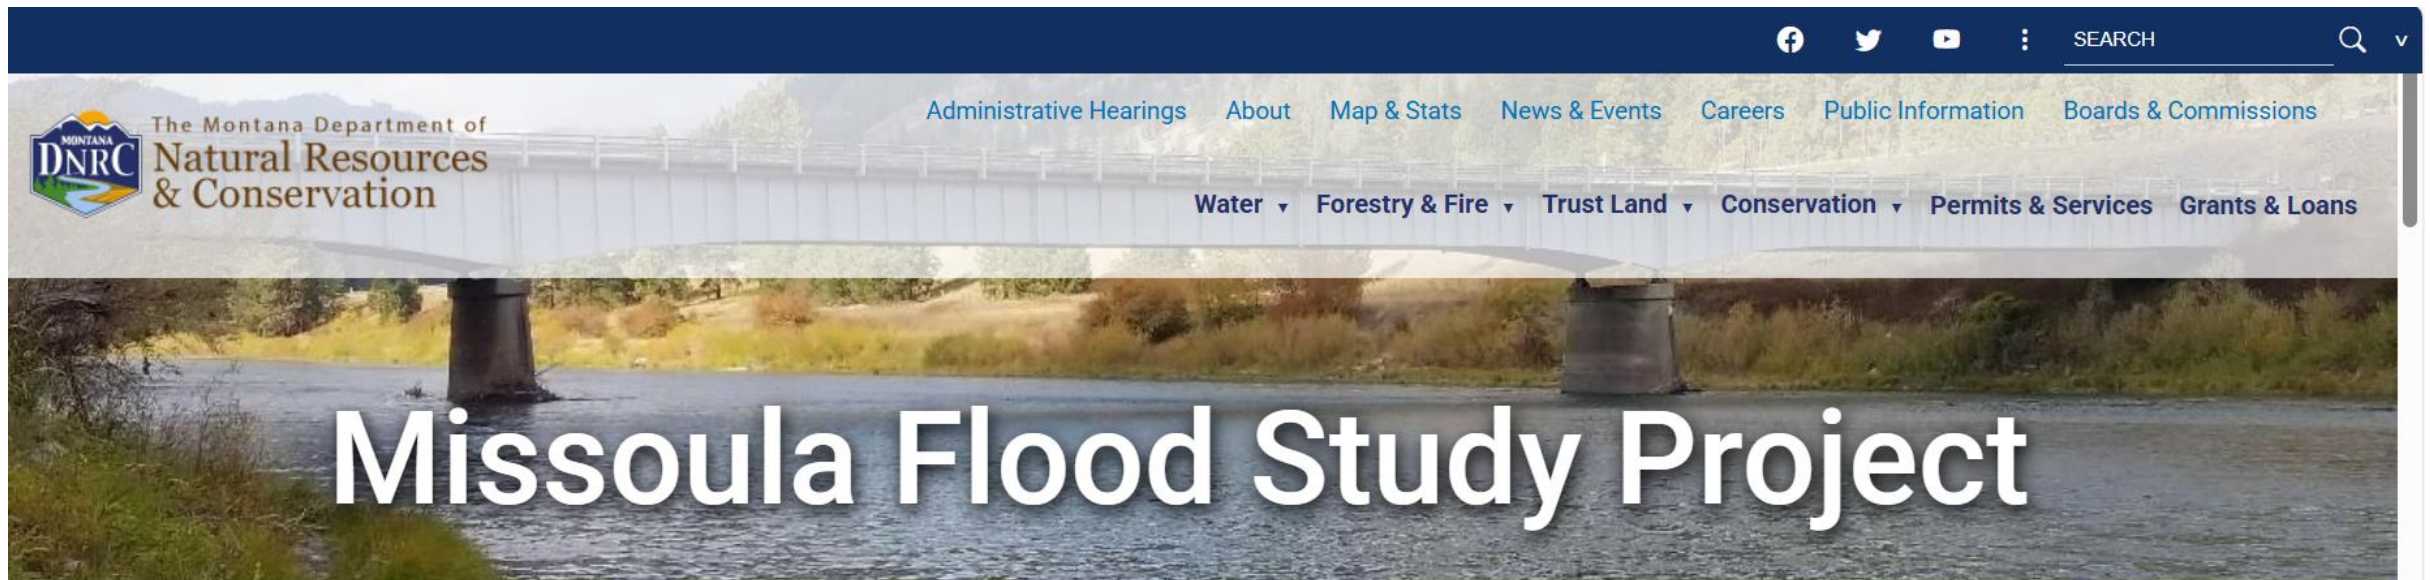 SEARCH
v
Administrative Hearings About Map & Stats News & Events Careers Public Information Boards & Commissions
MONTANA
DNRC
The Montana Department of
Natural Resources
& Conservation
Water Forestry & Fire Trust Land Conservation Permits & Services Grants & Loans
Missoula Flood Study Project